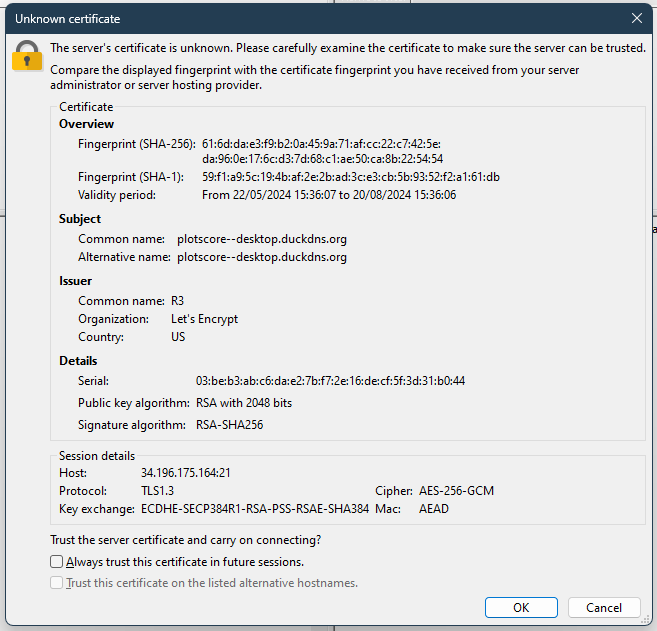 Unknown certificate
The server's certificate is unknown. Please carefully examine the certificate to make sure the server can be trusted.
Compare the displayed fingerprint with the certificate fingerprint you have received from your server
administrator or server hosting provider.
Certificate
Overview
Fingerprint (SHA-256): 61:6d:da:e3:f9:b2:0a:45:9a:71:af:cc:22:c7:42:5e:
da:96:0e:17:6c:d3:7d:68:c1:ae:50:ca:8b:22:54:54
Fingerprint (SHA-1): 59:f1:a9:5c:19:4b:af:2e:2b:ad:3c:e3:cb:5b:93:52:f2:a1:61:db
Validity period: From 22/05/2024 15:36:07 to 20/08/2024 15:36:06
Subject
Common name: plotscore--desktop.duckdns.org
Alternative name: plotscore--desktop.duckdns.org
Issuer
Common name: R3
Organization: Let's Encrypt
Country: US
Details
Serial: 03:be:b3:ab:c6:da:e2:7b:f7:2e:16:de:cf:5f:3d:31:b0:44
Public key algorithm: RSA with 2048 bits
Signature algorithm: RSA-SHA256
Session details
Host: 34.196.175.164:21
Protocol: TLS1.3 Cipher: AES-256-GCM
Key exchange: ECDHE-SECP384R1-RSA-PSS-RSAE-SHA384 Mac: AEAD
Trust the server certificate and carry on connecting?
Always trust this certificate in future sessions.
Trust this certificate on the listed alternative hostnames.
OK Cancel